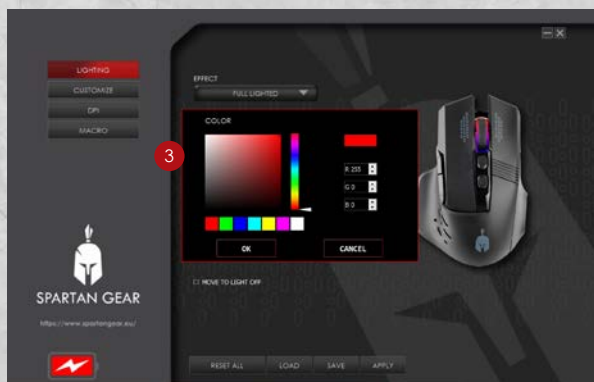 LIGHTING
CUSTOMIZE
DPI
MACRO
EFFECT
FULL LIGHTED
COLOR
3
R 255
G 0
B 0
OK
CANCEL
MOVE TO LIGHT OFF
SPARTAN GEAR
https://www.spartangear.eu/
RESET ALL
LOAD
SAVE
APPLY